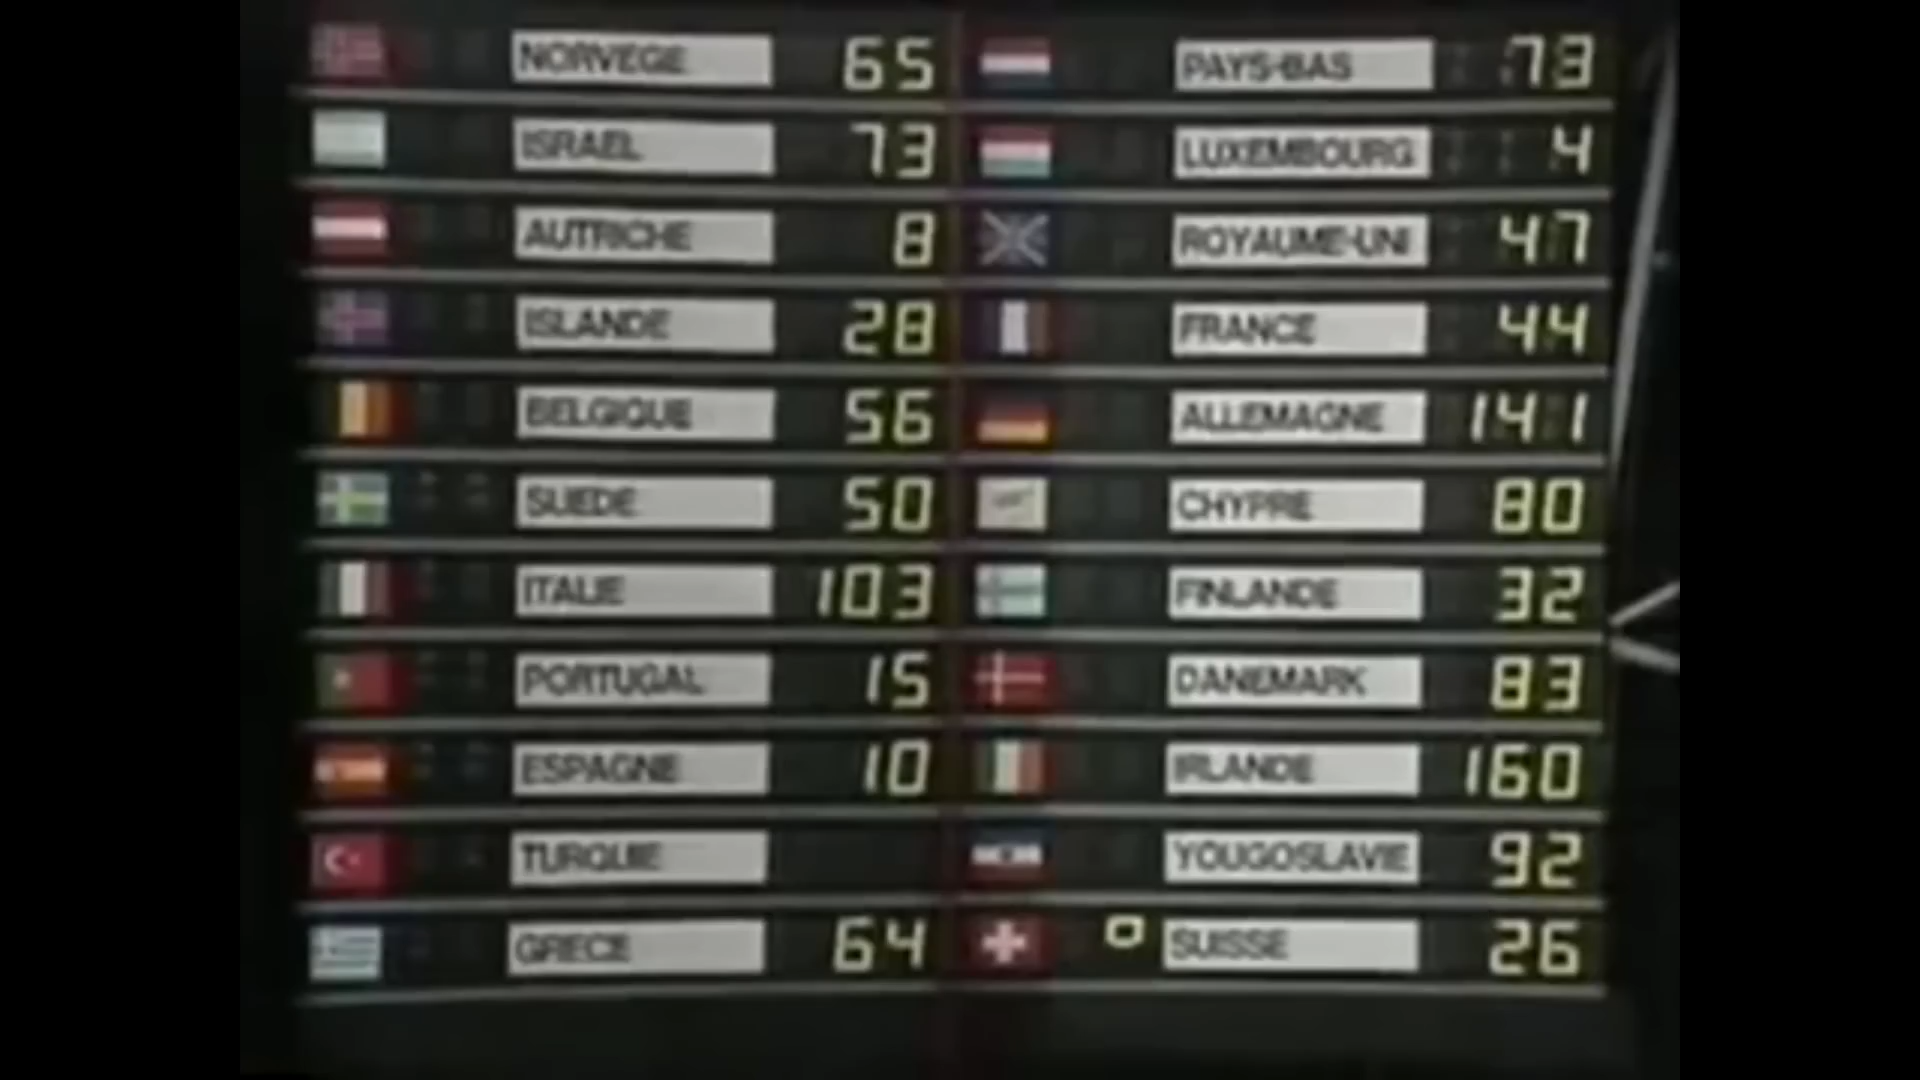 NORVEGE 65
ISRAEL 73
AUTRICHE 8
ISLANDE 28
BELGIQUE 56
SUEDE 50
ITALIE 103
PORTUGAL 15
ESPAGNE 10
TURQUIE
GRECE 64
PAYS-BAS 73
LUXEMBOURG 4
ROYAUME-UNI 47
FRANCE 44
ALLEMAGNE 141
CHYPRE 80
FINLANDE 32
DANEMARK 83
IRLANDE 160
YOUGOSLAVIE 92
SUISSE 26